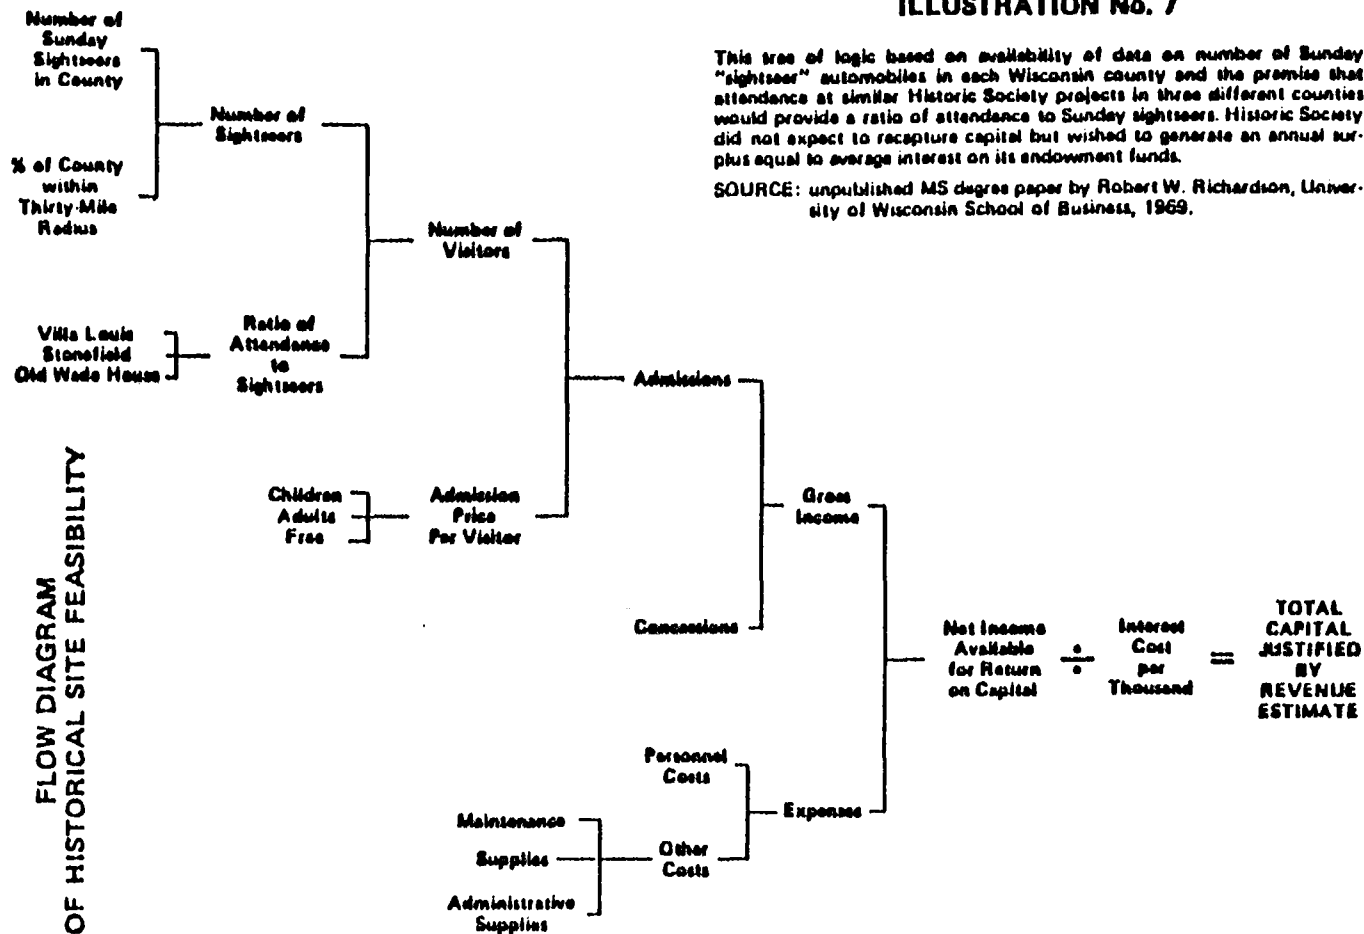 ILLUSTRATION No. 7
This tree of logic based on availability of data on number of Sunday
"sightseer" automobiles in each Wisconsin county and the premise that
attendance at similar Historic Society projects in three different counties
would provide a ratio of attendance to Sunday sightseers. Historic Society
did not expect to recapture capital but wished to generate an annual sur-
plus equal to average interest on its endowment funds.
SOURCE: unpublished MS degree paper by Robert W. Richardson, Univer-
sity of Wisconsin School of Business, 1969.
Number of
Sunday
Sightseers
in County
% of County
within
Thirty-Mile
Radius
Number of
Sightseers
Villa Louis
Stonefield
Old Wade House
Ratio of
Attendance
to
Sightseers
Number of
Visitors
Children
Adults
Free
Admission
Price
Per Visitor
Admissions
Concessions
Gross
Income
Maintenance
Supplies
Administrative
Supplies
Personnel
Costs
Other
Costs
Expenses
Net Income
Available
for Return
on Capital
÷
Interest
Cost
per
Thousand
=
TOTAL
CAPITAL
JUSTIFIED
BY
REVENUE
ESTIMATE
FLOW DIAGRAM
OF HISTORICAL SITE FEASIBILITY